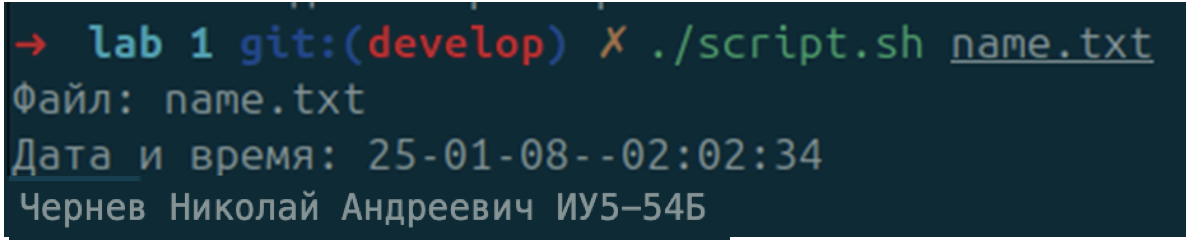 → lab 1 git:(develop) ✗ ./script.sh name.txt
Файл: name.txt
Дата и время: 25-01-08--02:02:34
Чернев Николай Андреевич ИУ5-54Б